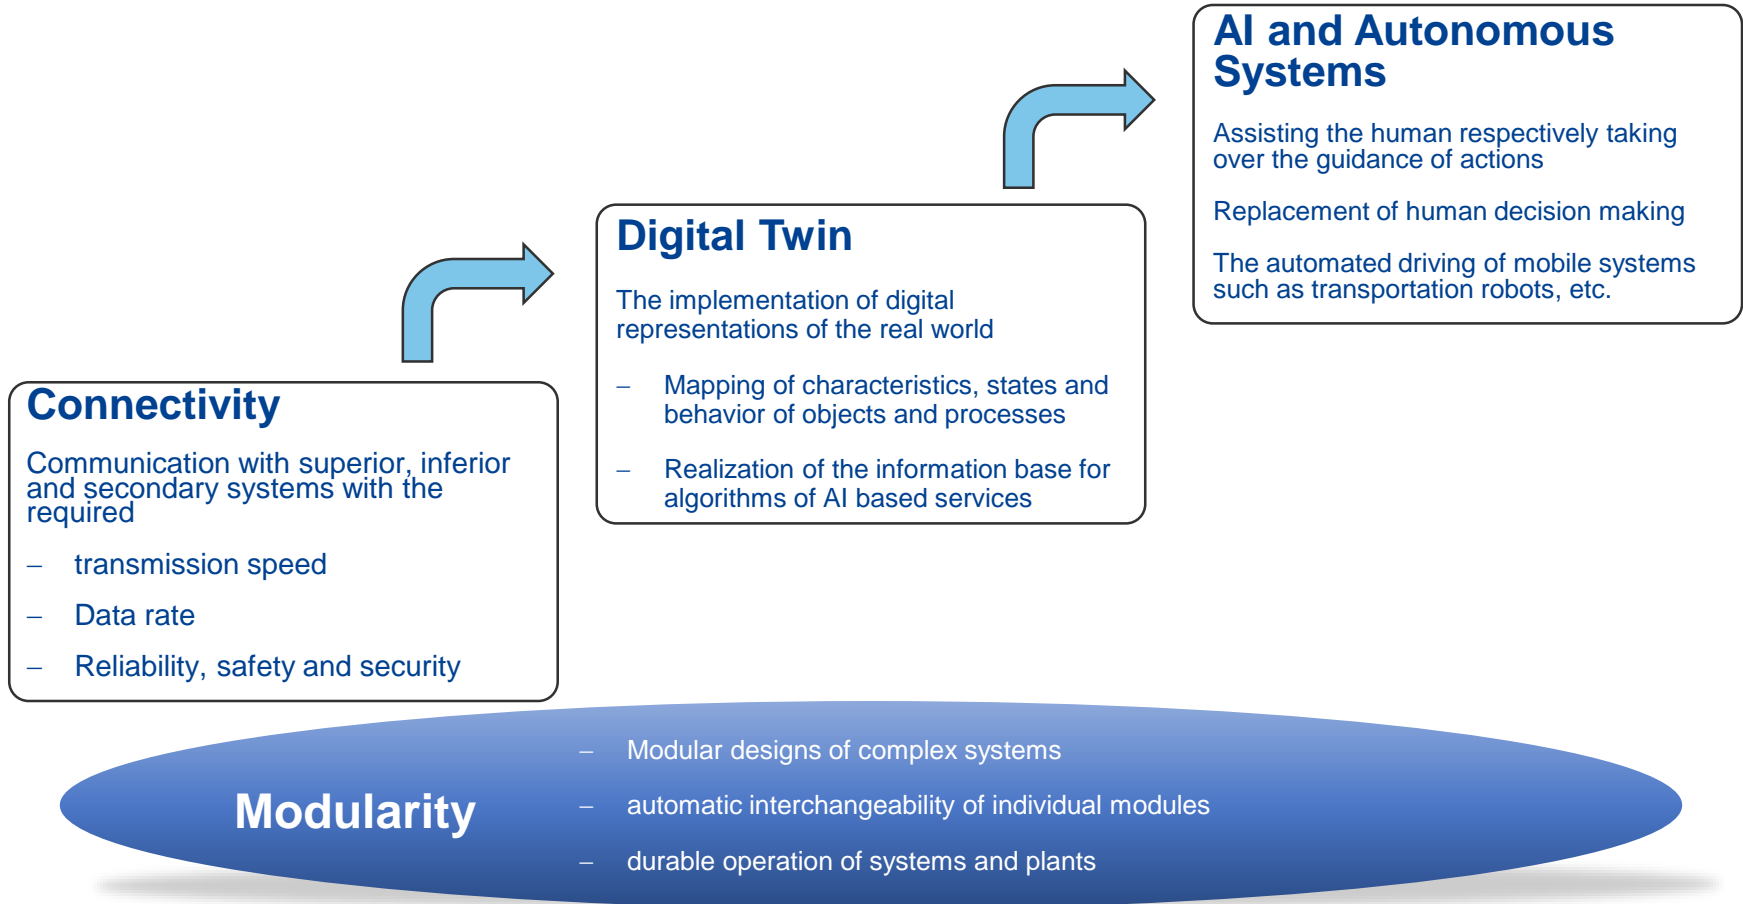 AI and Autonomous
Systems
Assisting the human respectively taking
over the guidance of actions
Replacement of human decision making
The automated driving of mobile systems
such as transportation robots, etc.
Digital Twin
The implementation of digital
representations of the real world
– Mapping of characteristics, states and
behavior of objects and processes
– Realization of the information base for
algorithms of AI based services
Connectivity
Communication with superior, inferior
and secondary systems with the
required
– transmission speed
– Data rate
– Reliability, safety and security
Modularity
– Modular designs of complex systems
– automatic interchangeability of individual modules
– durable operation of systems and plants